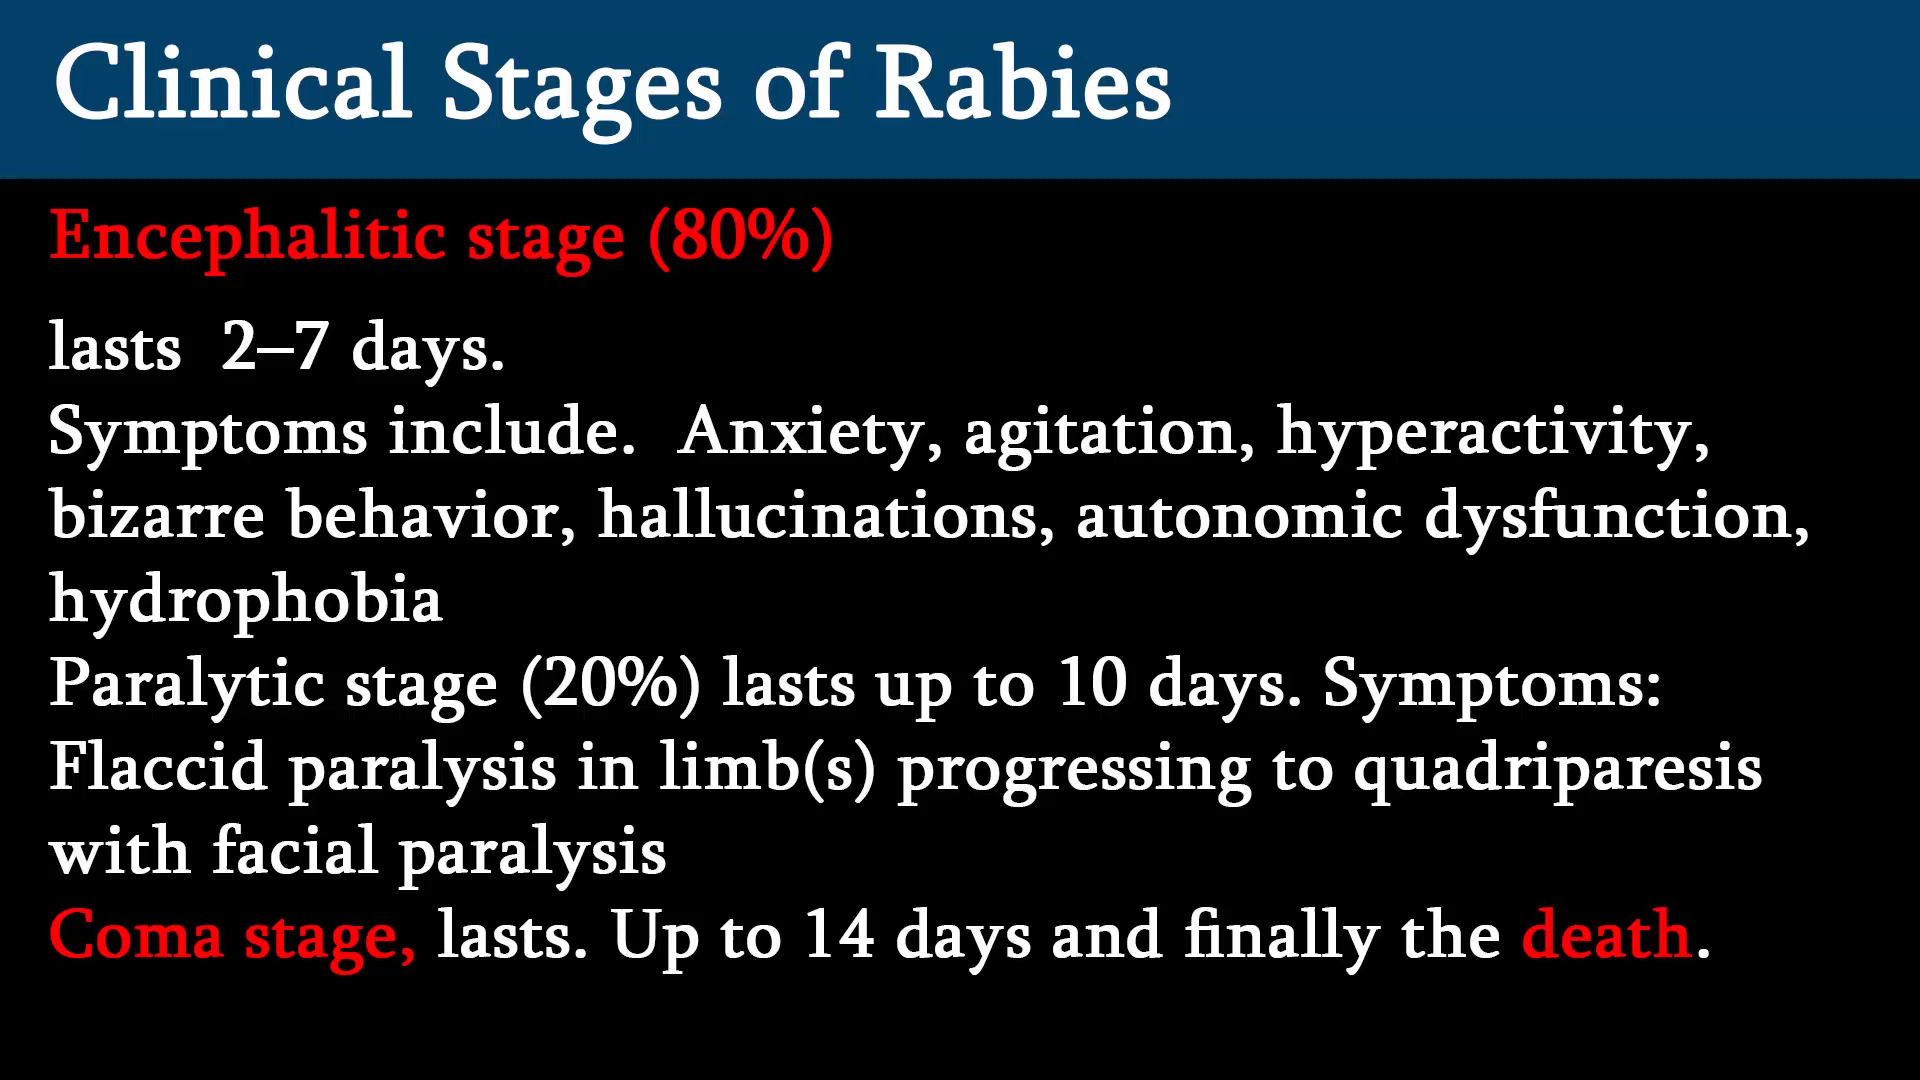 Clinical Stages of Rabies
Encephalitic stage (80%)
lasts  2–7 days.
Symptoms include.  Anxiety, agitation, hyperactivity,
bizarre behavior, hallucinations, autonomic dysfunction,
hydrophobia
Paralytic stage (20%) lasts up to 10 days. Symptoms:
Flaccid paralysis in limb(s) progressing to quadriparesis
with facial paralysis
Coma stage, lasts. Up to 14 days and finally the death.